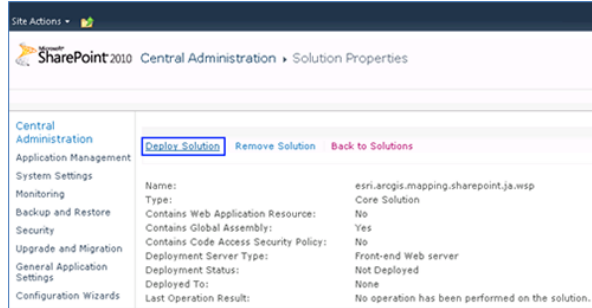 Site Actions
Microsoft
SharePoint 2010 Central Administration Solution Properties
Central Administration
Application Management
System Settings
Monitoring
Backup and Restore
Security
Upgrade and Migration
General Application Settings
Configuration Wizards
Deploy Solution Remove Solution Back to Solutions
Name: esri.arcgis.mapping.sharepoint.ja.wsp
Type: Core Solution
Contains Web Application Resource: No
Contains Global Assembly: Yes
Contains Code Access Security Policy: No
Deployment Server Type: Front-end Web server
Deployment Status: Not Deployed
Deployed To: None
Last Operation Result: No operation has been performed on the solution.